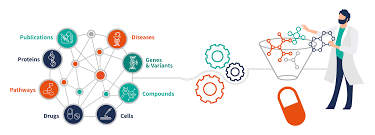 Publications
Diseases
Proteins
Genes
& Variants
Pathways
Compounds
Drugs
Cells